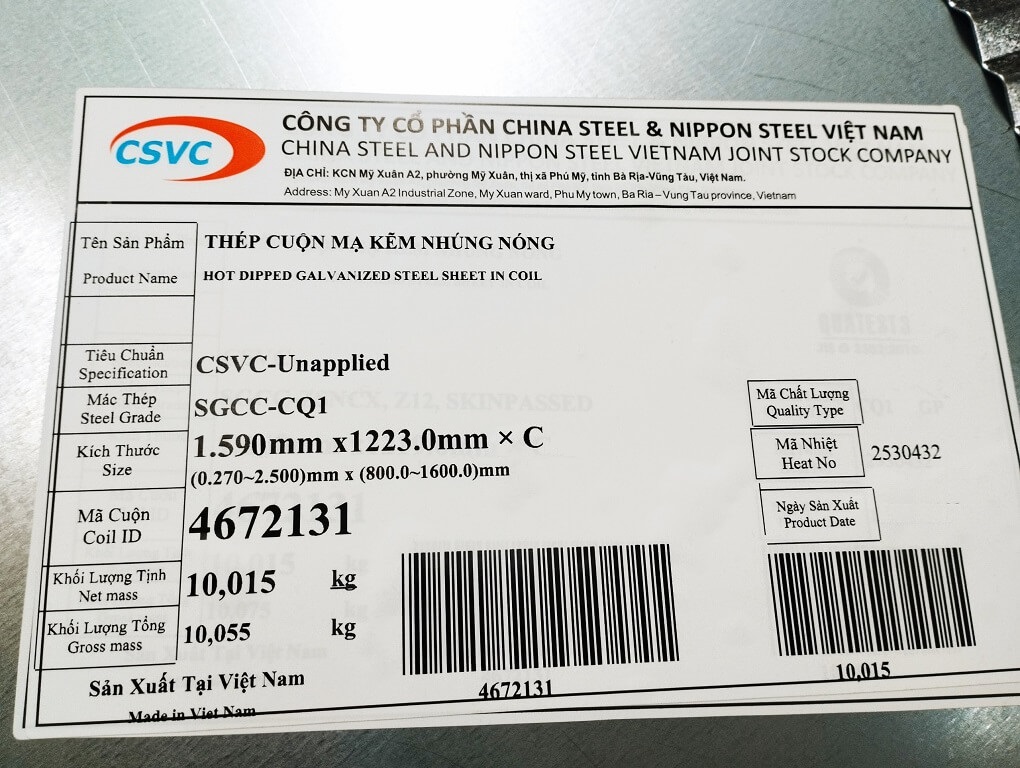 CSVC
CÔNG TY CỔ PHẦN CHINA STEEL & NIPPON STEEL VIỆT NAM
CHINA STEEL AND NIPPON STEEL VIETNAM JOINT STOCK COMPANY
ĐỊA CHỈ: KCN Mỹ Xuân A2, phường Mỹ Xuân, thị xã Phú Mỹ, tỉnh Bà Rịa-Vũng Tàu, Việt Nam.
Address: My Xuan A2 Industrial Zone, My Xuan ward, Phu My town, Ba Ria – Vung Tau province, Vietnam
Tên Sản Phẩm THÉP CUỘN MẠ KẼM NHÚNG NÓNG
Product Name HOT DIPPED GALVANIZED STEEL SHEET IN COIL
Tiêu Chuẩn
Specification
CSVC-Unapplied
Mác Thép
Steel Grade
SGCC-CQ1
Mã Chất Lượng
Quality Type
Kích Thước
Size
1.590mm x1223.0mm × C
(0.270~2.500)mm x (800.0~1600.0)mm
Mã Nhiệt
Heat No
2530432
Mã Cuộn
Coil ID
4672131
Ngày Sản Xuất
Product Date
Khối Lượng Tịnh
Net mass
10,015 kg
Khối Lượng Tổng
Gross mass
10,055 kg
Sản Xuất Tại Việt Nam
Made in Viet Nam
4672131
10,015